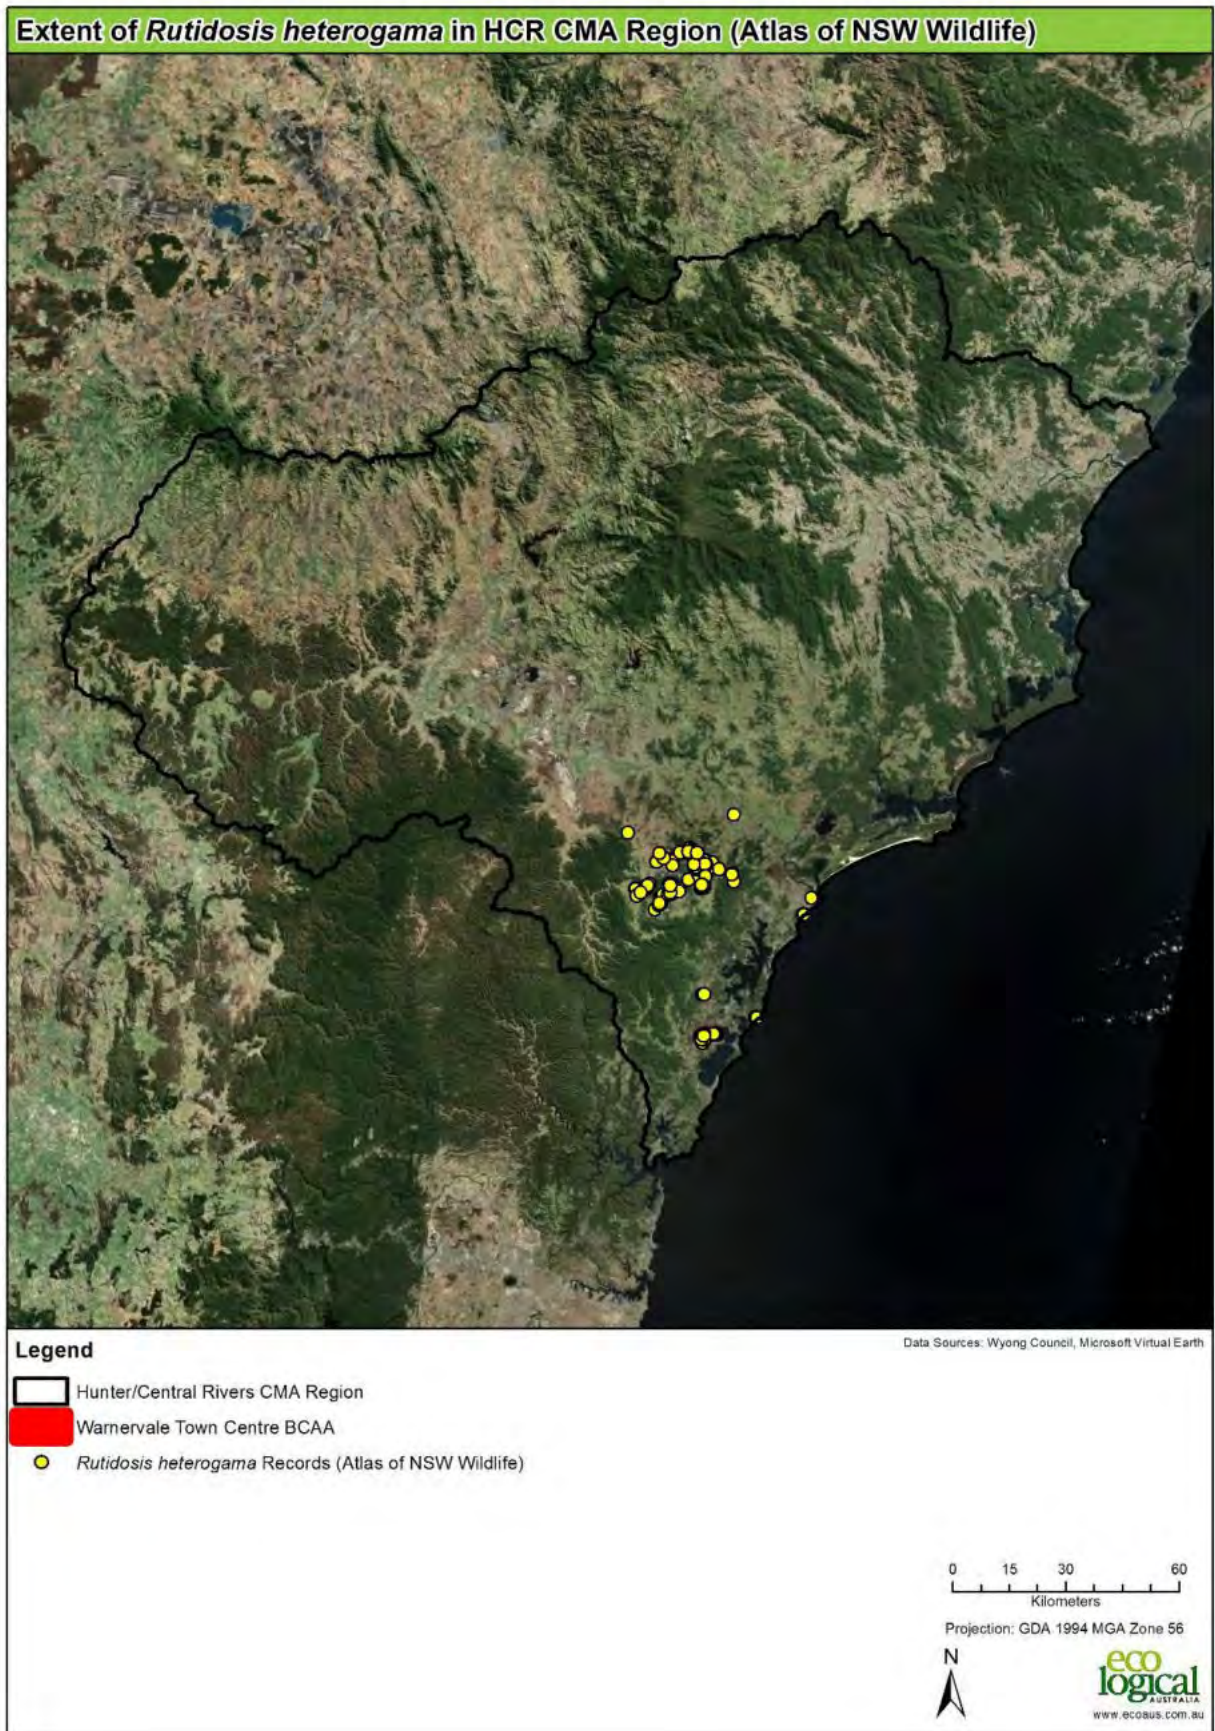 Extent of Rutidosis heterogama in HCR CMA Region (Atlas of NSW Wildlife)
Legend
Data Sources: Wyong Council, Microsoft Virtual Earth
Hunter/Central Rivers CMA Region
Warnervale Town Centre BCAA
Rutidosis heterogama Records (Atlas of NSW Wildlife)
0 15 30 60
Kilometers
Projection: GDA 1994 MGA Zone 56
N
eco
logical
AUSTRALIA
www.ecoaus.com.au